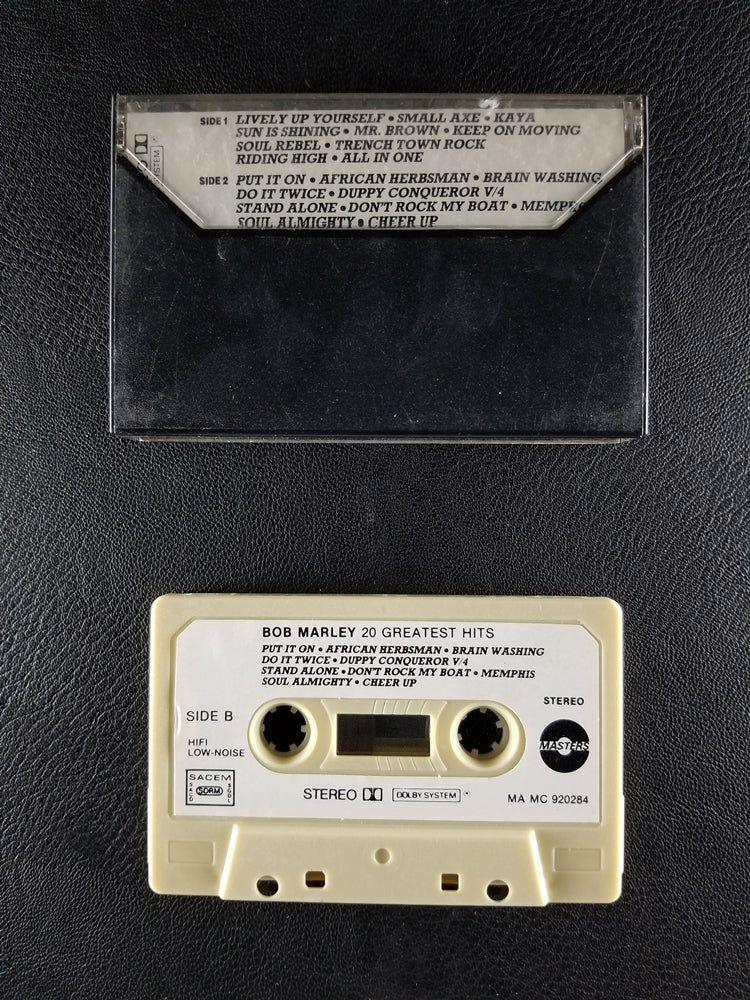 SIDE 1 LIVELY UP YOURSELF • SMALL AXE • KAYA
SUN IS SHINING • MR. BROWN • KEEP ON MOVING
SOUL REBEL • TRENCH TOWN ROCK
RIDING HIGH • ALL IN ONE
SIDE 2 PUT IT ON • AFRICAN HERBSMAN • BRAIN WASHING
DO IT TWICE • DUPPY CONQUEROR V/4
STAND ALONE • DON'T ROCK MY BOAT •
SOUL ALMIGHTY • CHEER UP
BOB MARLEY 20 GREATEST HITS
PUT IT ON • AFRICAN HERBSMAN • BRAIN WASHING
DO IT TWICE • DUPPY CONQUEROR V/4
STAND ALONE • DON'T ROCK MY BOAT • MEMPHIS
SOUL ALMIGHTY • CHEER UP
SIDE B
STEREO
HIFI
LOW-NOISE
MASTERS
SACEM
SACD
SDRM
SGDL
STEREO DOLBY SYSTEM
MA MC 920284